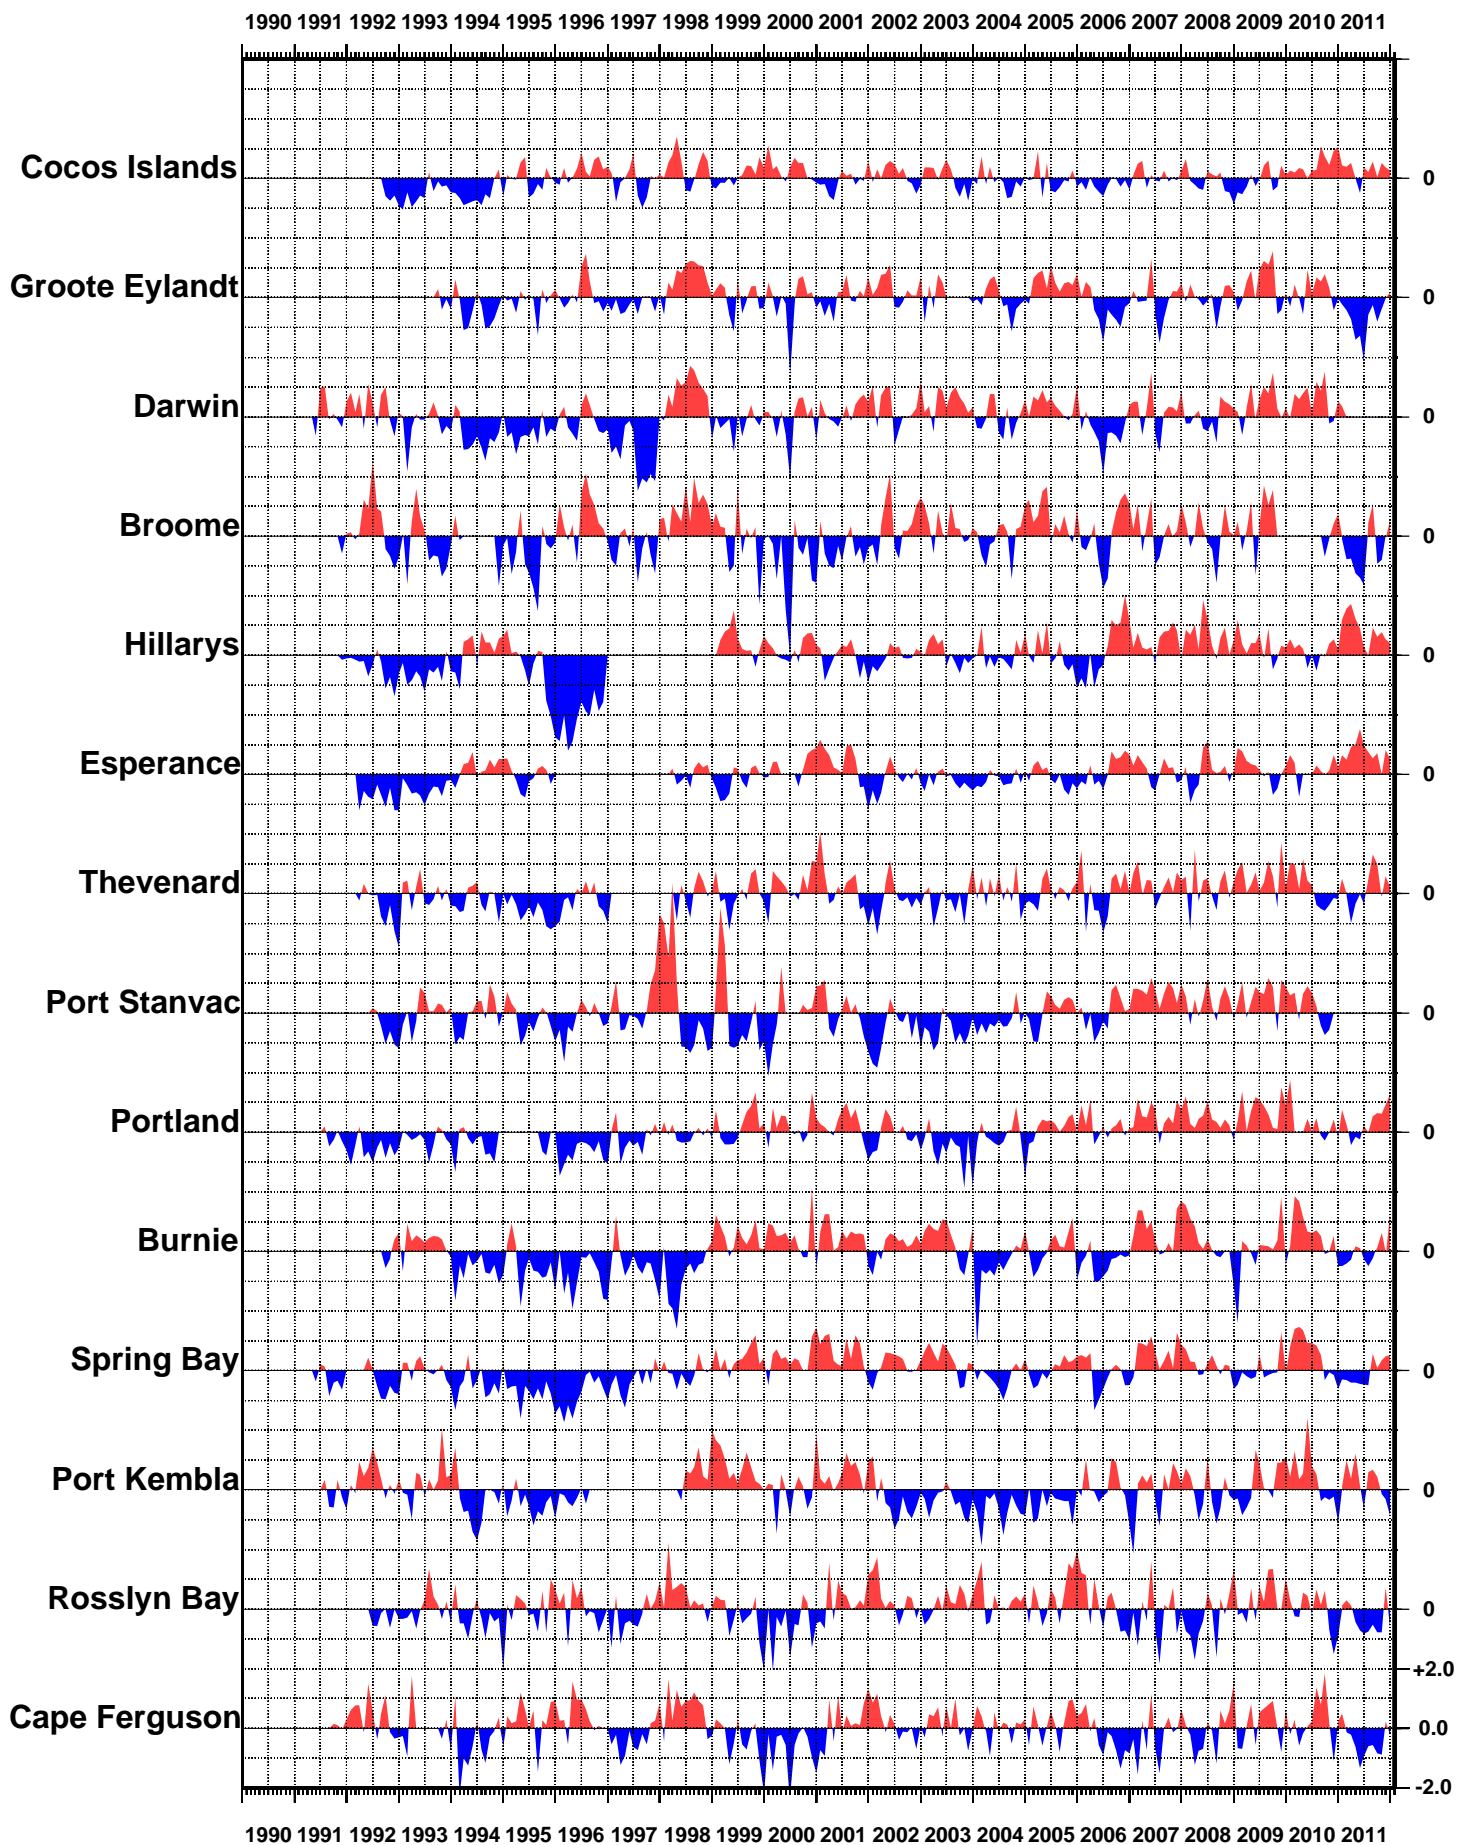 1990 1991 1992 1993 1994 1995 1996 1997 1998 1999 2000 2001 2002 2003 2004 2005 2006 2007 2008 2009 2010 2011
Cocos Islands 0
Groote Eylandt 0
Darwin 0
Broome 0
Hillarys 0
Esperance 0
Thevenard 0
Port Stanvac 0
Portland 0
Burnie 0
Spring Bay 0
Port Kembla 0
Rosslyn Bay 0
+2.0
Cape Ferguson 0.0
-2.0
1990 1991 1992 1993 1994 1995 1996 1997 1998 1999 2000 2001 2002 2003 2004 2005 2006 2007 2008 2009 2010 2011